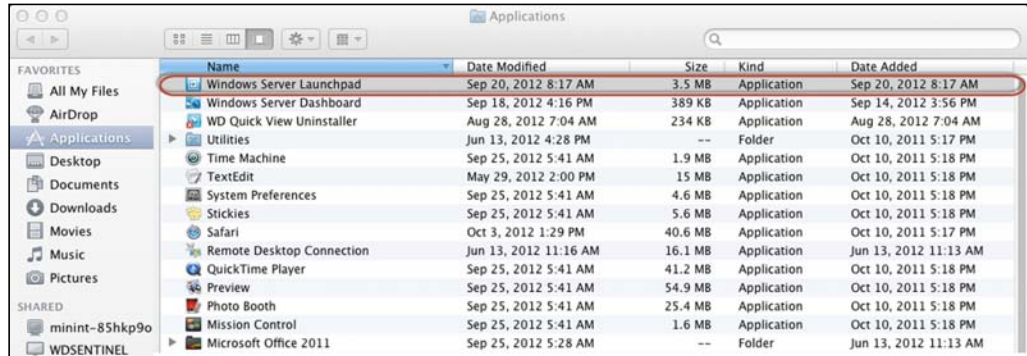 Applications
Name Date Modified Size Kind Date Added
FAVORITES
All My Files
AirDrop
Applications
Desktop
Documents
Downloads
Movies
Music
Pictures
SHARED
minint-85hkp9o
WDSENTINEL
Windows Server Launchpad Sep 20, 2012 8:17 AM 3.5 MB Application Sep 20, 2012 8:17 AM
Windows Server Dashboard Sep 18, 2012 4:16 PM 389 KB Application Sep 14, 2012 3:56 PM
WD Quick View Uninstaller Aug 28, 2012 7:04 AM 234 KB Application Aug 28, 2012 7:04 AM
Utilities Jun 13, 2012 4:28 PM -- Folder Oct 10, 2011 5:17 PM
Time Machine Sep 25, 2012 5:41 AM 1.9 MB Application Oct 10, 2011 5:18 PM
TextEdit May 29, 2012 2:00 PM 15 MB Application Oct 10, 2011 5:18 PM
System Preferences Sep 25, 2012 5:41 AM 4.6 MB Application Oct 10, 2011 5:18 PM
Stickies Sep 25, 2012 5:41 AM 5.6 MB Application Oct 10, 2011 5:18 PM
Safari Oct 3, 2012 1:29 PM 40.6 MB Application Oct 10, 2011 5:17 PM
Remote Desktop Connection Jun 13, 2012 11:16 AM 16.1 MB Application Jun 13, 2012 11:13 AM
QuickTime Player Sep 25, 2012 5:41 AM 41.2 MB Application Oct 10, 2011 5:18 PM
Preview Sep 25, 2012 5:41 AM 54.9 MB Application Oct 10, 2011 5:18 PM
Photo Booth Sep 25, 2012 5:41 AM 25.4 MB Application Oct 10, 2011 5:18 PM
Mission Control Sep 25, 2012 5:41 AM 1.6 MB Application Oct 10, 2011 5:18 PM
Microsoft Office 2011 Sep 25, 2012 5:28 AM -- Folder Jun 13, 2012 11:13 AM